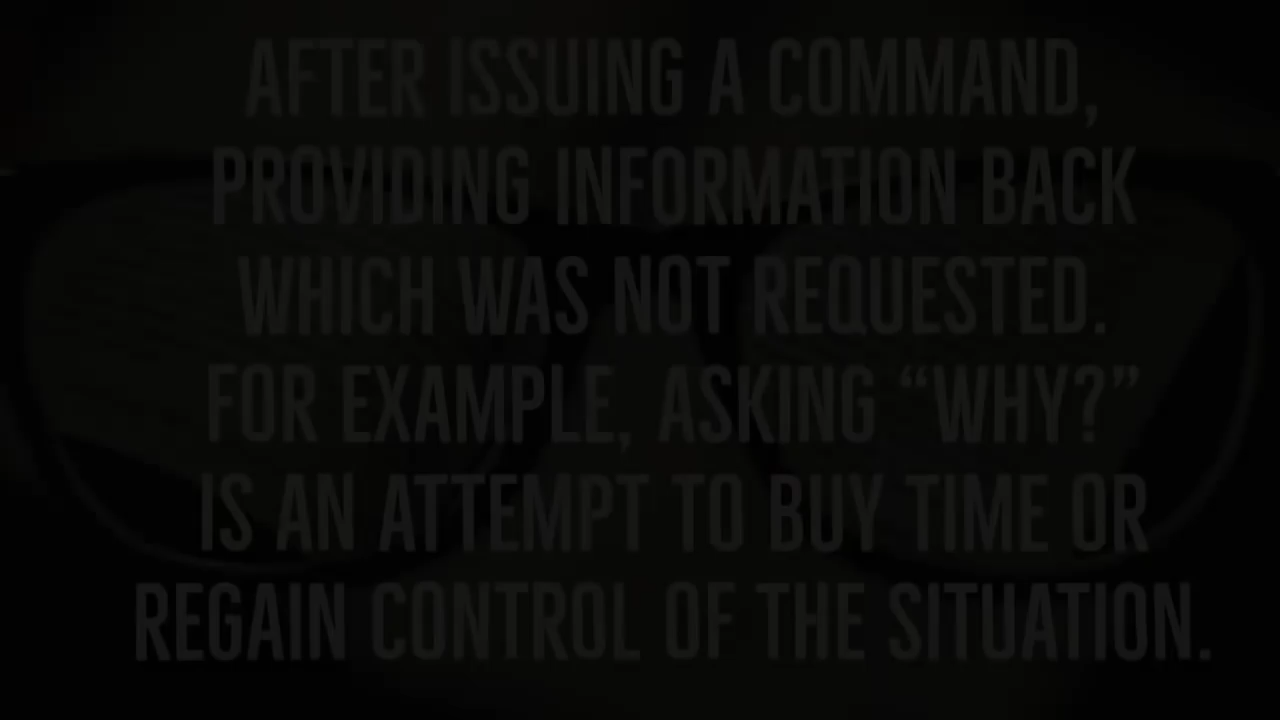 AFTER ISSUING A COMMAND,
PROVIDING INFORMATION BACK
WHICH WAS NOT REQUESTED.
FOR EXAMPLE, ASKING “WHY?”
IS AN ATTEMPT TO BUY TIME OR
REGAIN CONTROL OF THE SITUATION.